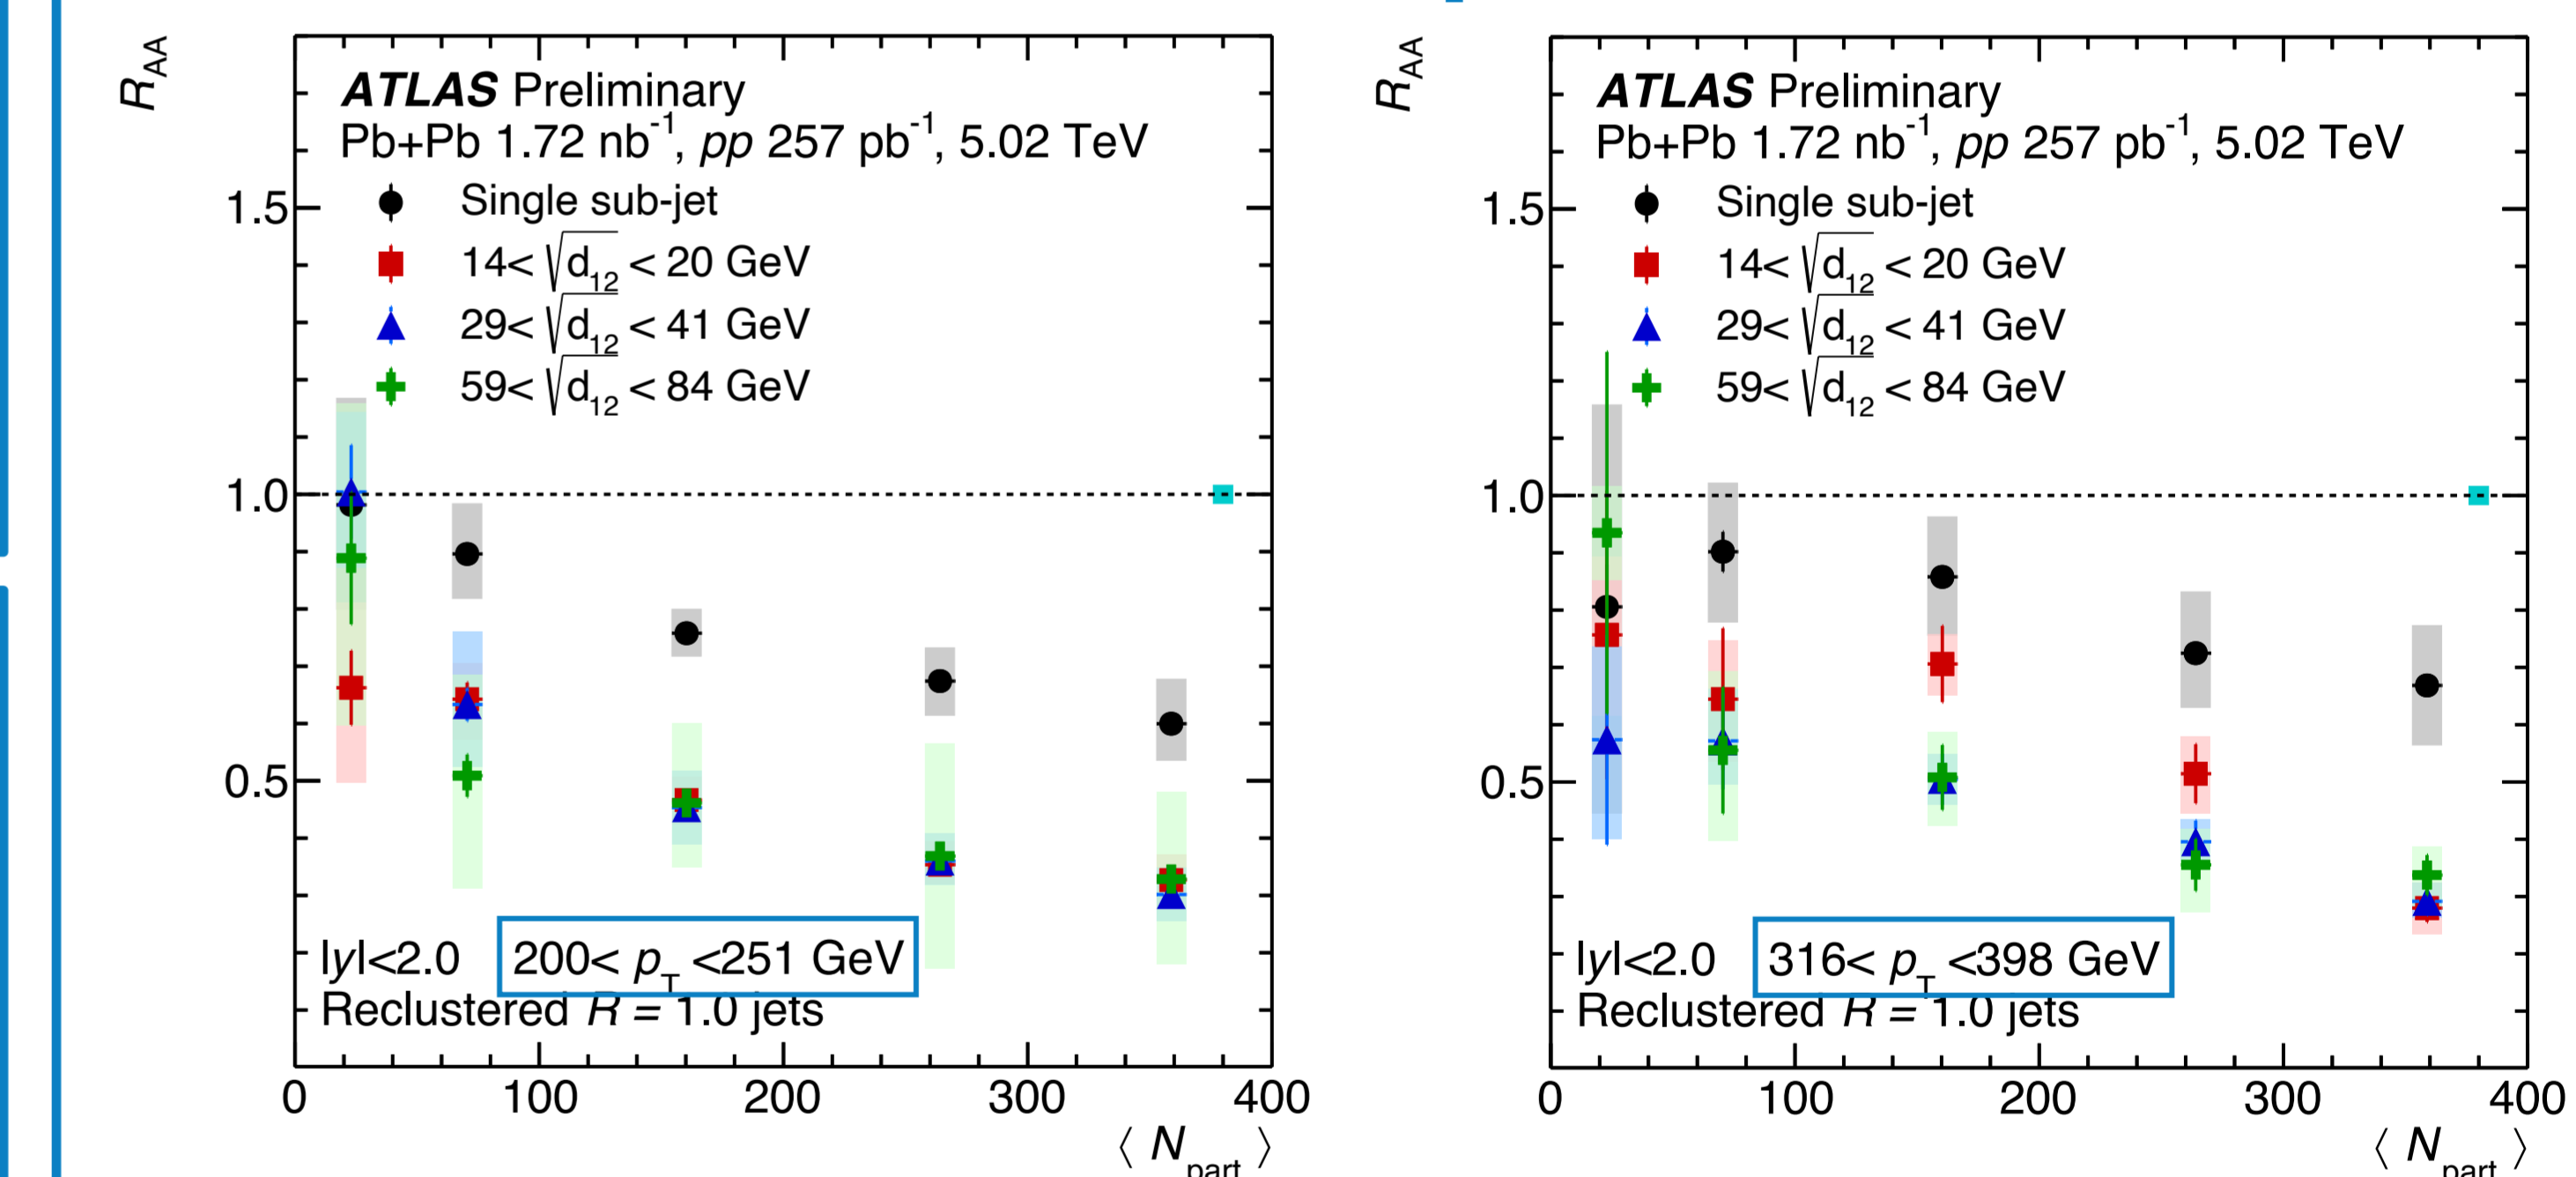 R_AA
ATLAS Preliminary
Pb+Pb 1.72 nb^-1, pp 257 pb^-1, 5.02 TeV
Single sub-jet
14< √d_12 < 20 GeV
29< √d_12 < 41 GeV
59< √d_12 < 84 GeV
1.5
1.0
0.5
|y|<2.0 200< p_T <251 GeV
Reclustered R = 1.0 jets
0 100 200 300 400
⟨ N_part ⟩
R_AA
ATLAS Preliminary
Pb+Pb 1.72 nb^-1, pp 257 pb^-1, 5.02 TeV
Single sub-jet
14< √d_12 < 20 GeV
29< √d_12 < 41 GeV
59< √d_12 < 84 GeV
1.5
1.0
0.5
|y|<2.0 316< p_T <398 GeV
Reclustered R = 1.0 jets
0 100 200 300 400
⟨ N_part ⟩